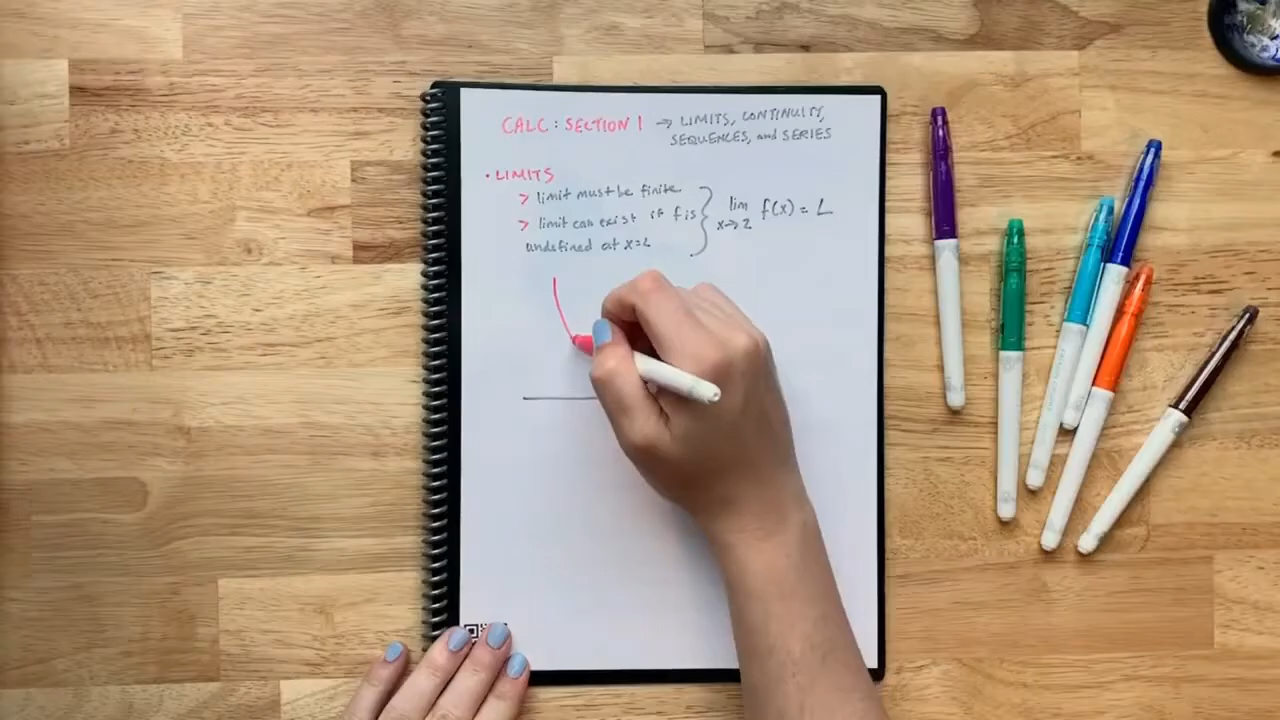 CALC: SECTION 1 → LIMITS, CONTINUITY,
SEQUENCES, and SERIES
• LIMITS
> limit must be finite
> limit can exist if f is
undefined at x=2
lim f(x) = L
x→2